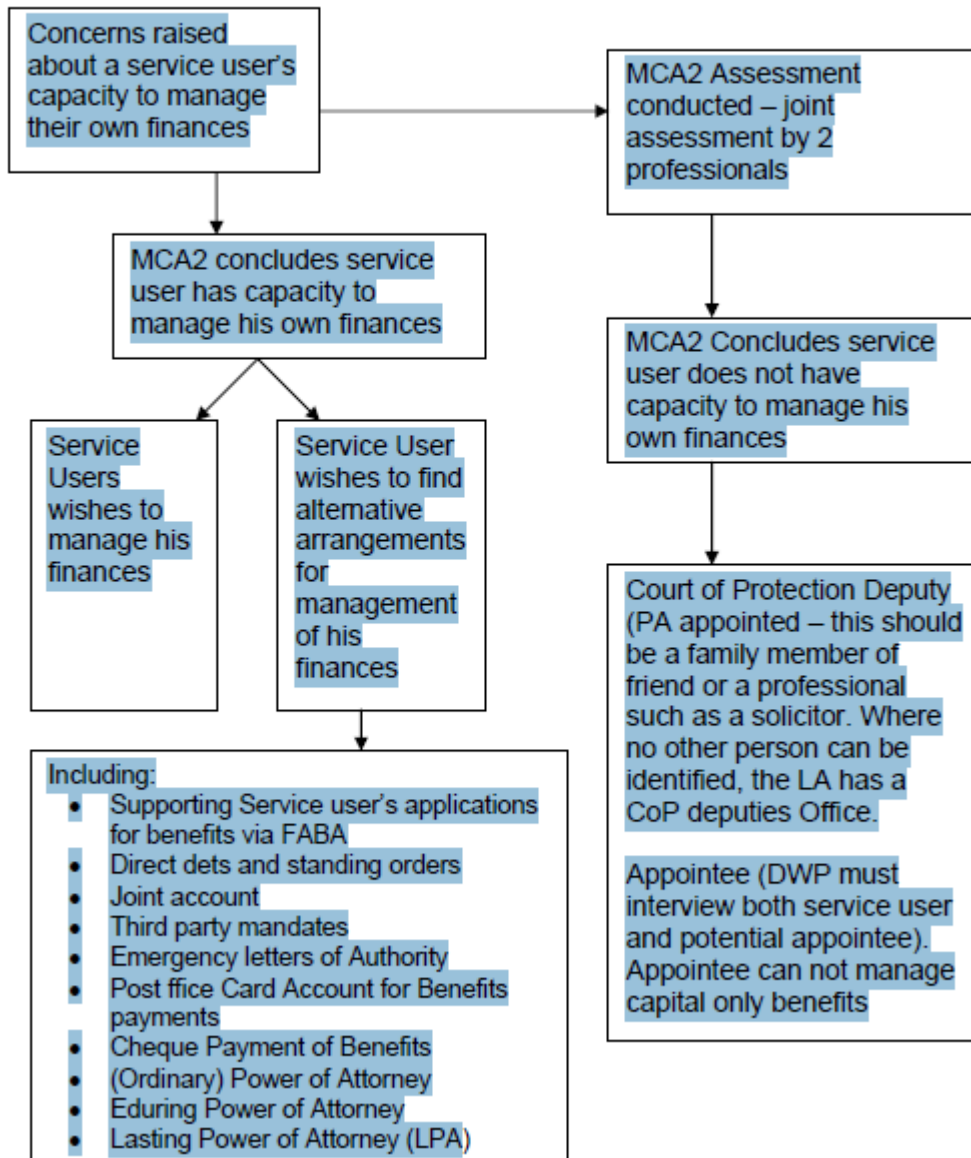 Concerns raised
about a service user's
capacity to manage
their own finances
MCA2 Assessment
conducted – joint
assessment by 2
professionals
MCA2 concludes service
user has capacity to
manage his own finances
MCA2 Concludes service
user does not have
capacity to manage his
own finances
Service
Users
wishes to
manage his
finances
Service User
wishes to find
alternative
arrangements
for
management
of his
finances
Court of Protection Deputy
(PA appointed – this should
be a family member of
friend or a professional
such as a solicitor. Where
no other person can be
identified, the LA has a
CoP deputies Office.
Appointee (DWP must
interview both service user
and potential appointee).
Appointee can not manage
capital only benefits
Including:
• Supporting Service user's applications
for benefits via FABA
• Direct dets and standing orders
• Joint account
• Third party mandates
• Emergency letters of Authority
• Post ffice Card Account for Benefits
payments
• Cheque Payment of Benefits
• (Ordinary) Power of Attorney
• Eduring Power of Attorney
• Lasting Power of Attorney (LPA)